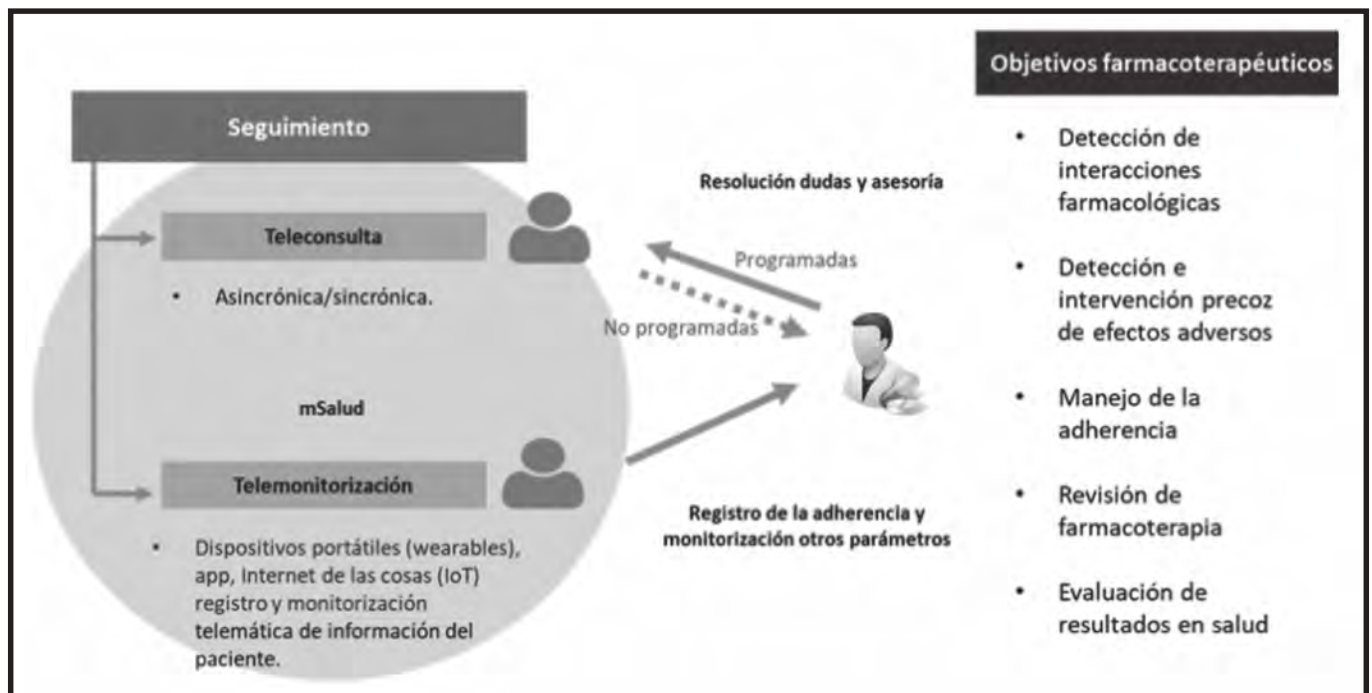 Seguimiento
Teleconsulta
• Asincrónica/sincrónica.
mSalud
Telemonitorización
• Dispositivos portátiles (wearables),
app, Internet de las cosas (IoT)
registro y monitorización
telemática de información del
paciente.
Resolución dudas y asesoría
Programadas
No programadas
Registro de la adherencia y
monitorización otros parámetros
Objetivos farmacoterapéuticos
• Detección de
interacciones
farmacológicas
• Detección e
intervención precoz
de efectos adversos
• Manejo de la
adherencia
• Revisión de
farmacoterapia
• Evaluación de
resultados en salud